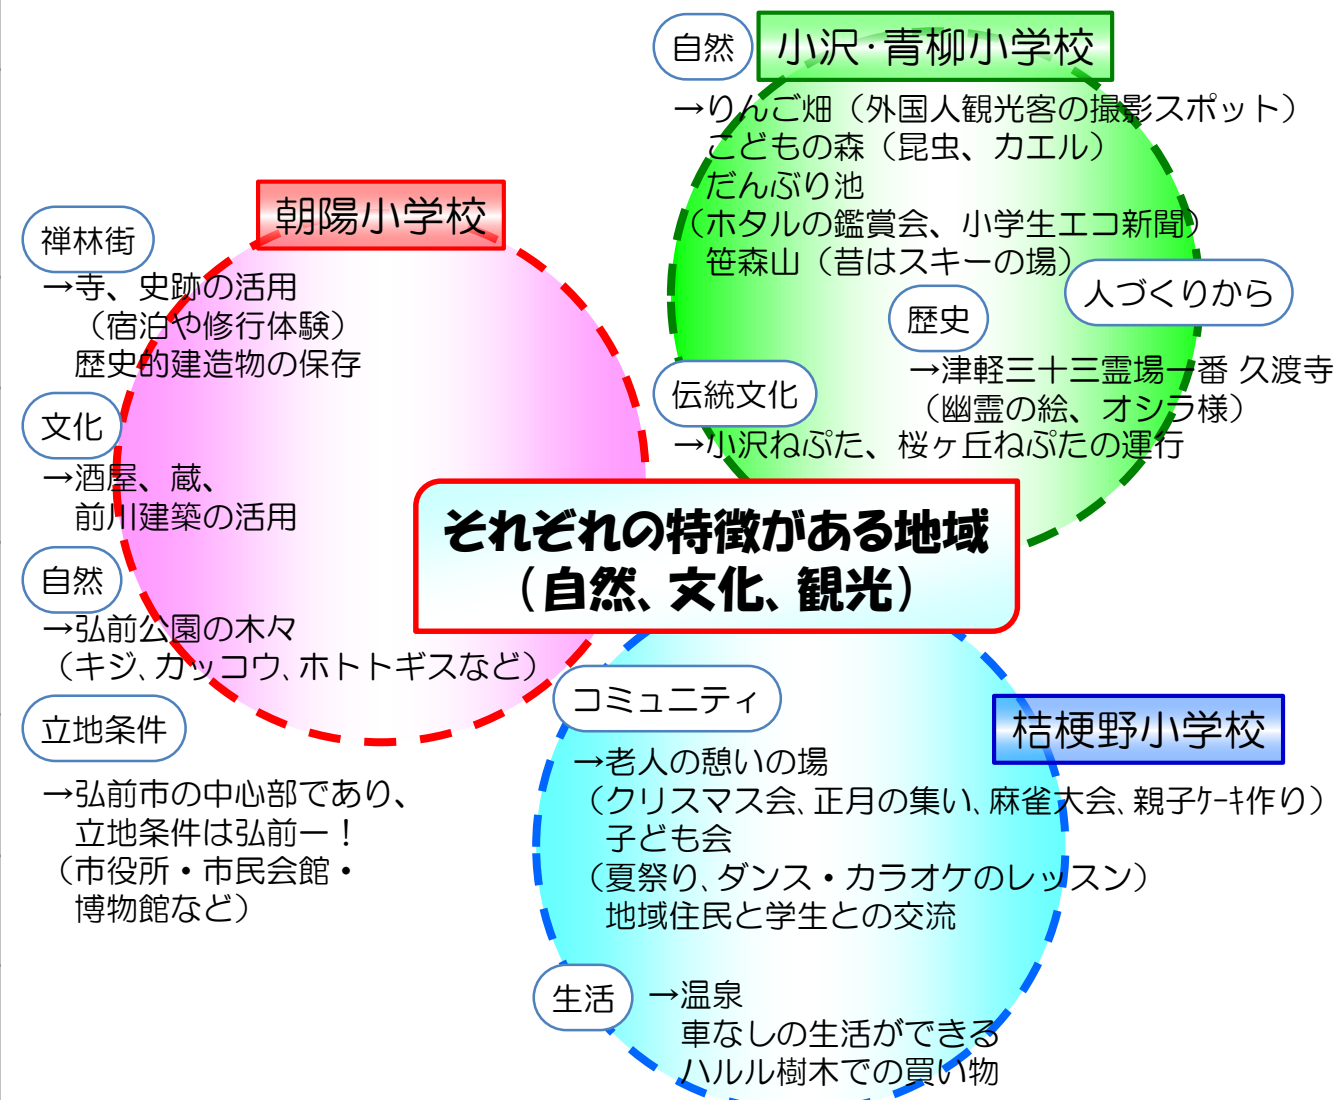 小沢・青柳小学校
自然
→りんご畑（外国人観光客の撮影スポット）
こどもの森（昆虫、カエル）
だんぶり池
（ホタルの鑑賞会、小学生エコ新聞）
笹森山（昔はスキーの場）
人づくりから
歴史
→津軽三十三霊場一番 久渡寺
（幽霊の絵、オシラ様）
伝統文化
→小沢ねぷた、桜ヶ丘ねぷたの運行
朝陽小学校
禅林街
→寺、史跡の活用
（宿泊や修行体験）
歴史的建造物の保存
文化
→酒屋、蔵、
前川建築の活用
自然
→弘前公園の木々
（キジ、カッコウ、ホトトギスなど）
立地条件
→弘前市の中心部であり、
立地条件は弘前一！
（市役所・市民会館・
博物館など）
それぞれの特徴がある地域
（自然、文化、観光）
桔梗野小学校
コミュニティ
→老人の憩いの場
（クリスマス会、正月の集い、麻雀大会、親子ｹｰｷ作り）
子ども会
（夏祭り、ダンス・カラオケのレッスン）
地域住民と学生との交流
生活
→温泉
車なしの生活ができる
ハルル樹木での買い物